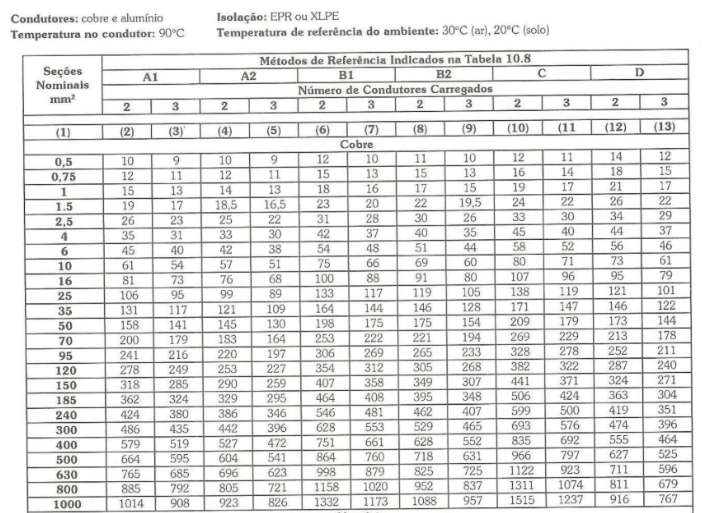 Condutores: cobre e alumínio Isolação: EPR ou XLPE
Temperatura no condutor: 90°C Temperatura de referência do ambiente: 30°C (ar), 20°C (solo)
Seções Nominais mm² Métodos de Referência Indicados na Tabela 10.8
A1 A2 B1 B2 C D
Número de Condutores Carregados
2 3 2 3 2 3 2 3 2 3 2 3
(1) (2) (3) (4) (5) (6) (7) (8) (9) (10) (11 (12) (13)
Cobre
0,5 10 9 10 9 12 10 11 10 12 11 14 12
0,75 12 11 12 11 15 13 15 13 16 14 18 15
1 15 13 14 13 18 16 17 15 19 17 21 17
1.5 19 17 18,5 16,5 23 20 22 19,5 24 22 26 22
2,5 26 23 25 22 31 28 30 26 33 30 34 29
4 35 31 33 30 42 37 40 35 45 40 44 37
6 45 40 42 38 54 48 51 44 58 52 56 46
10 61 54 57 51 75 66 69 60 80 71 73 61
16 81 73 76 68 100 88 91 80 107 96 95 79
25 106 95 99 89 133 117 119 105 138 119 121 101
35 131 117 121 109 164 144 146 128 171 147 146 122
50 158 141 145 130 198 175 175 154 209 179 173 144
70 200 179 183 164 253 222 221 194 269 229 213 178
95 241 216 220 197 306 269 265 233 328 278 252 211
120 278 249 253 227 354 312 305 268 382 322 287 240
150 318 285 290 259 407 358 349 307 441 371 324 271
185 362 324 329 295 464 408 395 348 506 424 363 304
240 424 380 386 346 546 481 462 407 599 500 419 351
300 486 435 442 396 628 553 529 465 693 576 474 396
400 579 519 527 472 751 661 628 552 835 692 555 464
500 664 595 604 541 864 760 718 631 966 797 627 525
630 765 685 696 623 998 879 825 725 1122 923 711 596
800 885 792 805 721 1158 1020 952 837 1311 1074 811 679
1000 1014 908 923 826 1332 1173 1088 957 1515 1237 916 767